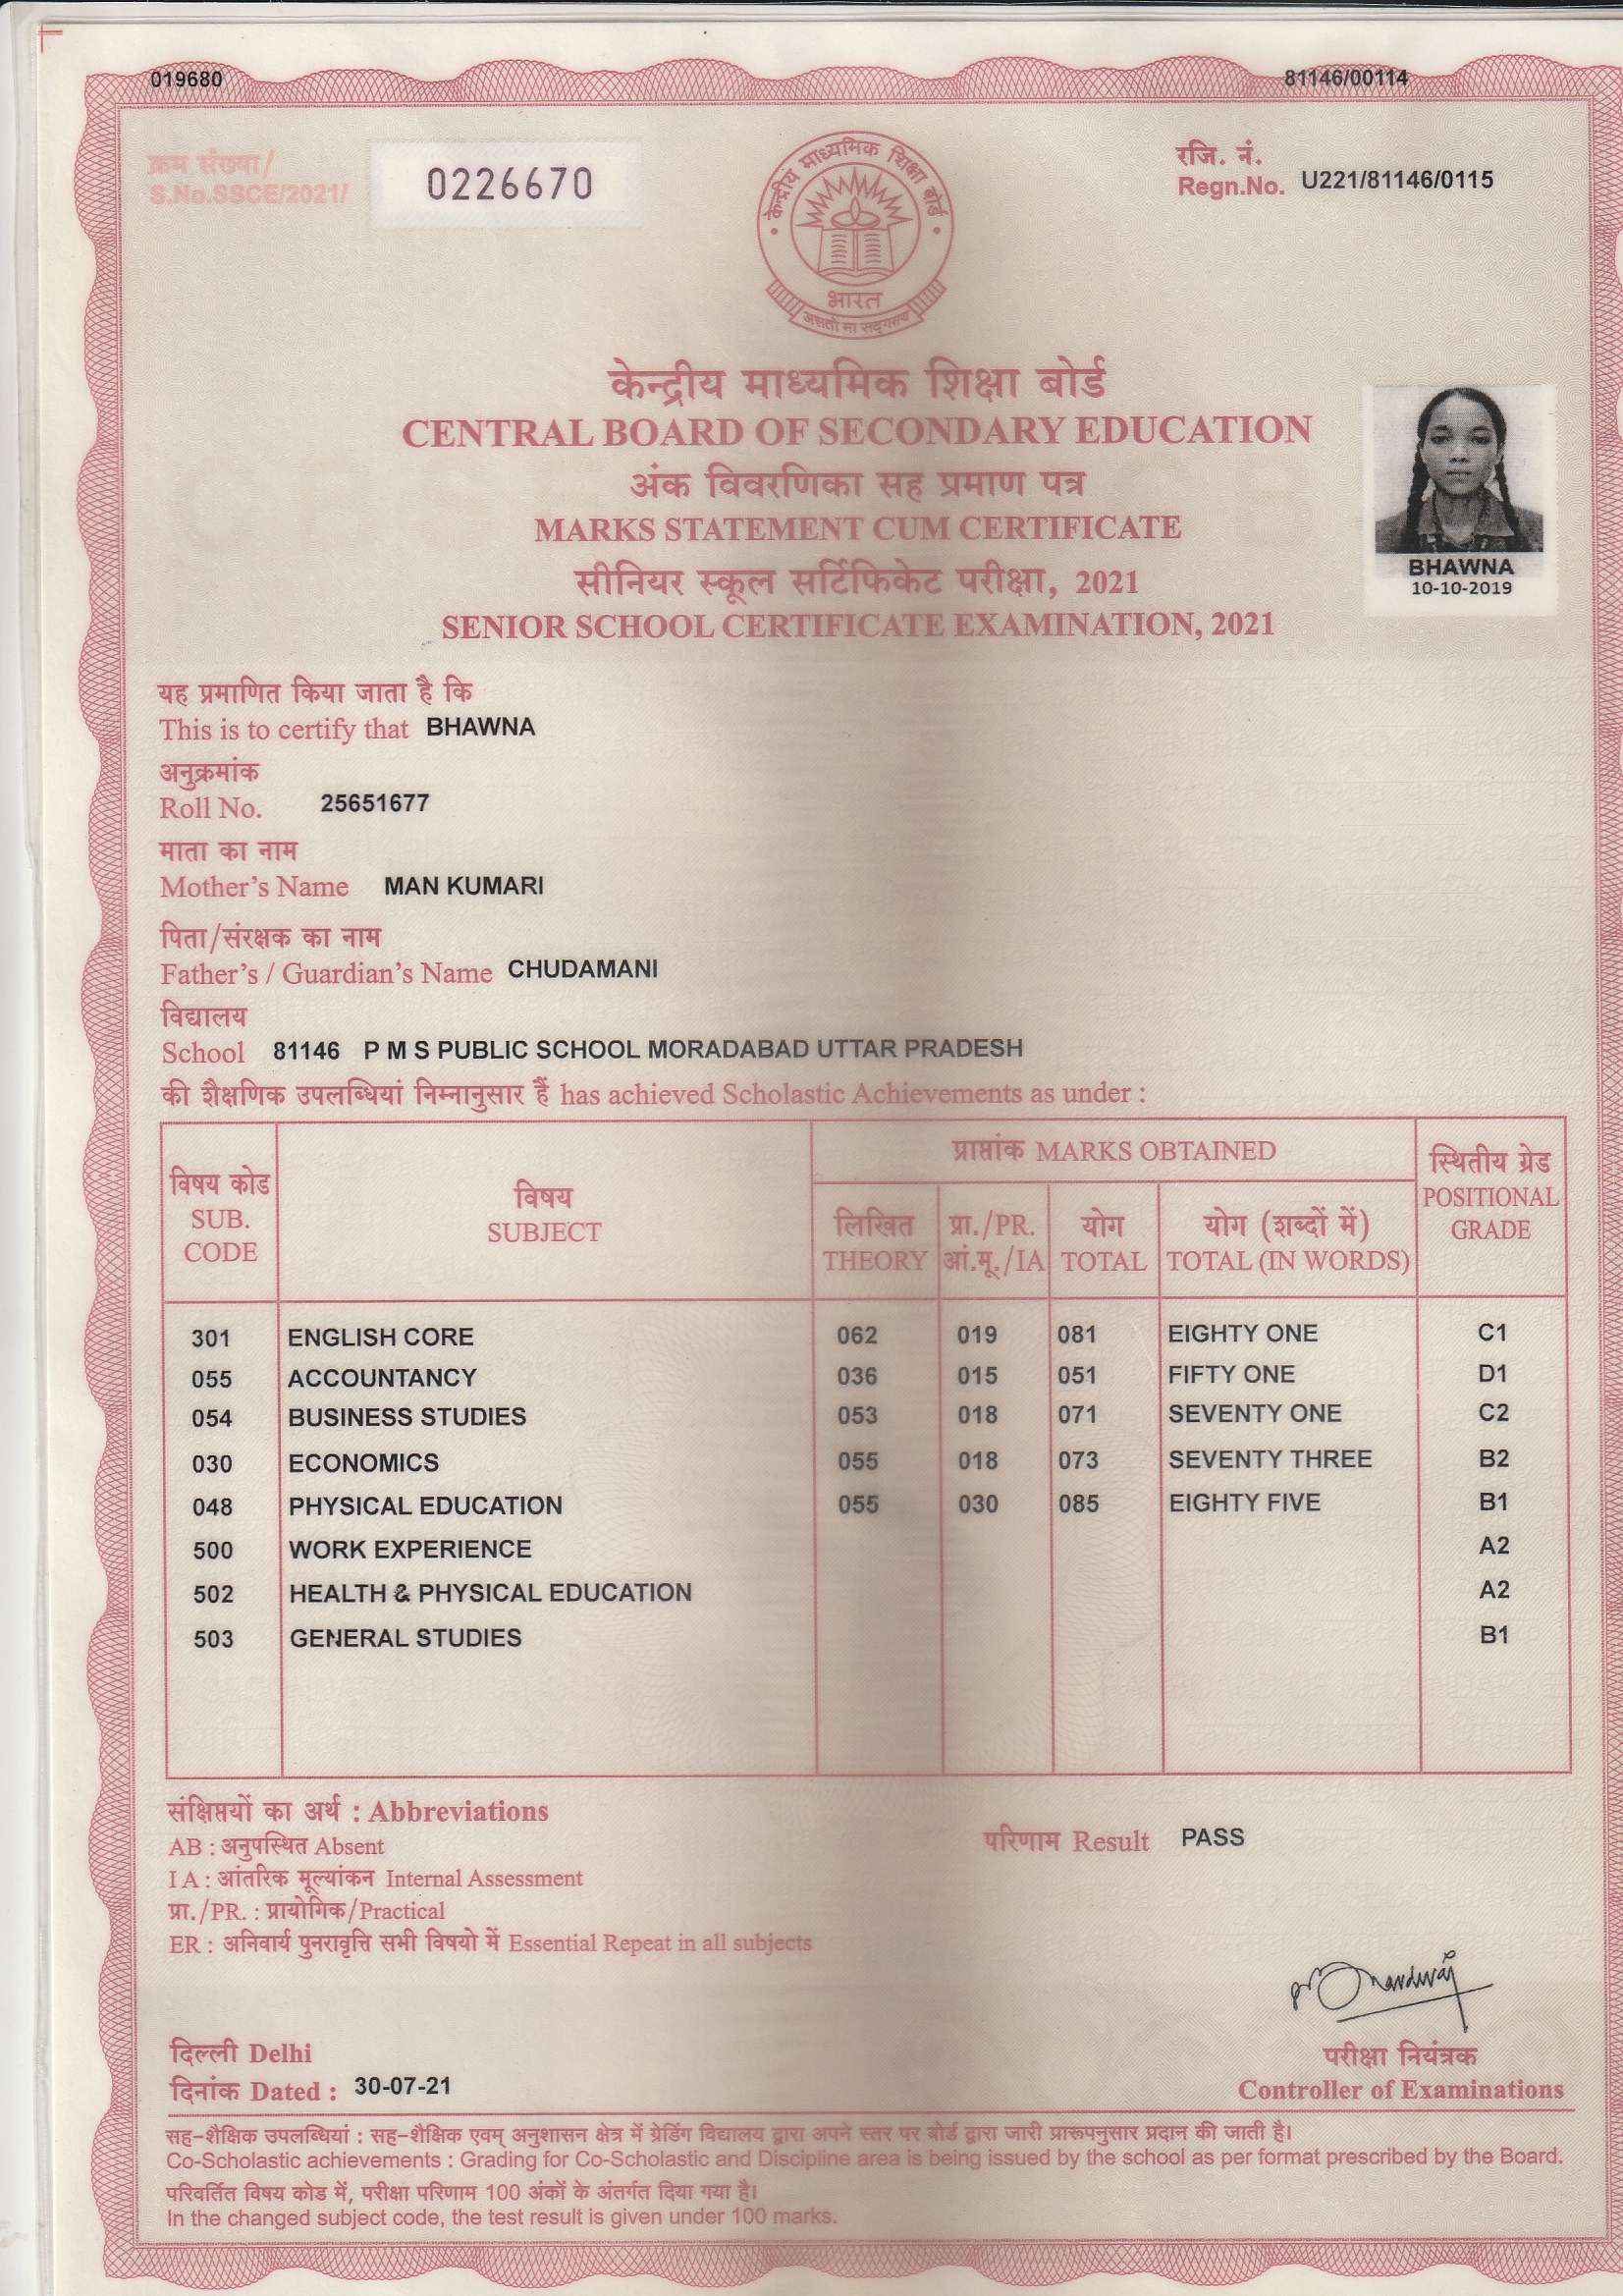 019680
81146/00114
क्रम संख्या/
S.No.SSCE/2021/
0226670
रजि. नं.
Regn.No. U221/81146/0115
केन्द्रीय माध्यमिक शिक्षा बोर्ड
भारत
असतो मा सद्गमय
केन्द्रीय माध्यमिक शिक्षा बोर्ड
CENTRAL BOARD OF SECONDARY EDUCATION
अंक विवरणिका सह प्रमाण पत्र
MARKS STATEMENT CUM CERTIFICATE
सीनियर स्कूल सर्टिफिकेट परीक्षा, 2021
SENIOR SCHOOL CERTIFICATE EXAMINATION, 2021
BHAWNA
10-10-2019
यह प्रमाणित किया जाता है कि
This is to certify that BHAWNA
अनुक्रमांक
Roll No. 25651677
माता का नाम
Mother's Name MAN KUMARI
पिता/संरक्षक का नाम
Father's / Guardian's Name CHUDAMANI
विद्यालय
School 81146 P M S PUBLIC SCHOOL MORADABAD UTTAR PRADESH
की शैक्षणिक उपलब्धियां निम्नानुसार हैं has achieved Scholastic Achievements as under :
विषय कोड
SUB.
CODE
विषय
SUBJECT
प्राप्तांक MARKS OBTAINED
लिखित
THEORY
प्रा./PR.
आं.मू./IA
योग
TOTAL
योग (शब्दों में)
TOTAL (IN WORDS)
स्थितीय ग्रेड
POSITIONAL
GRADE
301 ENGLISH CORE 062 019 081 EIGHTY ONE C1
055 ACCOUNTANCY 036 015 051 FIFTY ONE D1
054 BUSINESS STUDIES 053 018 071 SEVENTY ONE C2
030 ECONOMICS 055 018 073 SEVENTY THREE B2
048 PHYSICAL EDUCATION 055 030 085 EIGHTY FIVE B1
500 WORK EXPERIENCE A2
502 HEALTH & PHYSICAL EDUCATION A2
503 GENERAL STUDIES B1
संक्षिप्तियों का अर्थ : Abbreviations
AB : अनुपस्थित Absent
I A : आंतरिक मूल्यांकन Internal Assessment
प्रा./PR. : प्रायोगिक/Practical
ER : अनिवार्य पुनरावृत्ति सभी विषयो में Essential Repeat in all subjects
परिणाम Result PASS
दिल्ली Delhi
दिनांक Dated : 30-07-21
परीक्षा नियंत्रक
Controller of Examinations
सह-शैक्षिक उपलब्धियां : सह-शैक्षिक एवम् अनुशासन क्षेत्र में ग्रेडिंग विद्यालय द्वारा अपने स्तर पर बोर्ड द्वारा जारी प्रारूपनुसार प्रदान की जाती है।
Co-Scholastic achievements : Grading for Co-Scholastic and Discipline area is being issued by the school as per format prescribed by the Board.
परिवर्तित विषय कोड में, परीक्षा परिणाम 100 अंकों के अंतर्गत दिया गया है।
In the changed subject code, the test result is given under 100 marks.